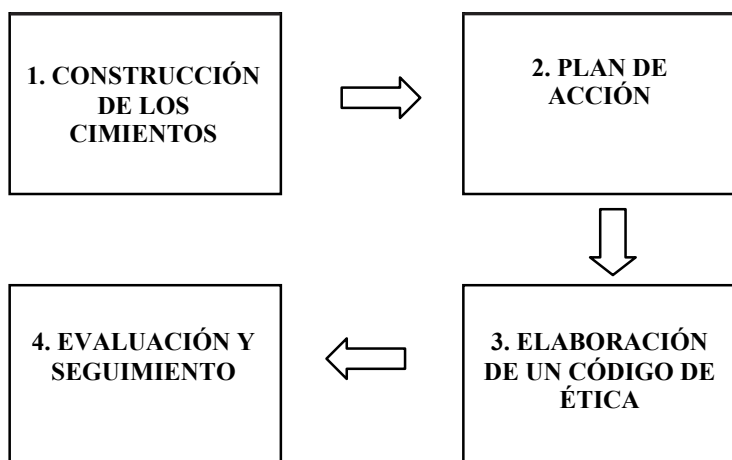 1. CONSTRUCCIÓN
DE LOS
CIMIENTOS
2. PLAN DE
ACCIÓN
3. ELABORACIÓN
DE UN CÓDIGO DE
ÉTICA
4. EVALUACIÓN Y
SEGUIMIENTO